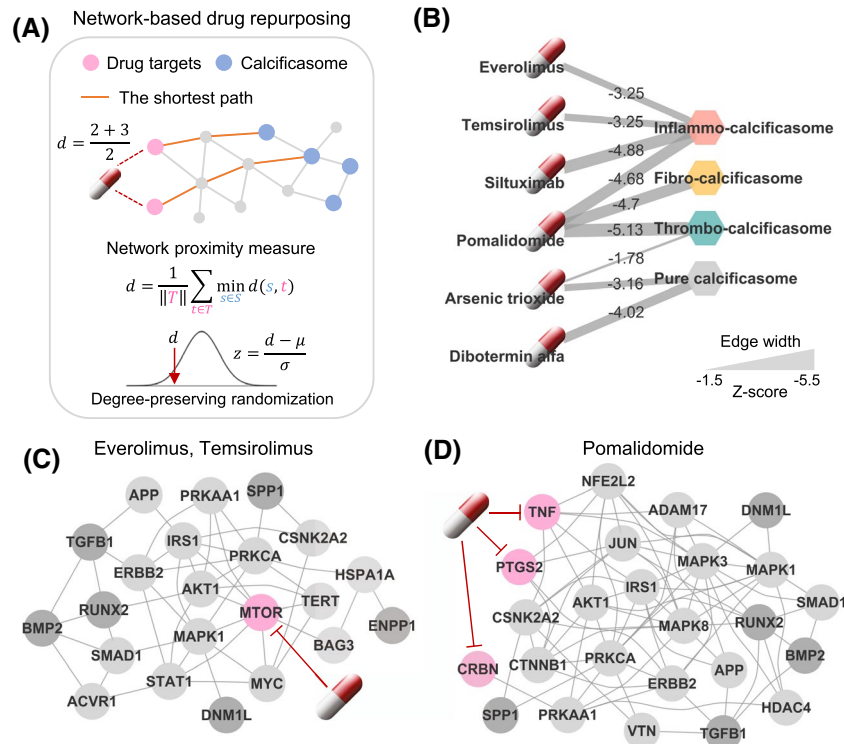 (A)
Network-based drug repurposing
Drug targets
Calcificasome
The shortest path
d = (2 + 3) / 2
Network proximity measure
d = 1/‖T‖ ∑ t∈T min s∈S d(s, t)
d
z = (d − μ) / σ
Degree-preserving randomization
(B)
Everolimus
Temsirolimus
Siltuximab
Pomalidomide
Arsenic trioxide
Dibotermin alfa
-3.25
-3.25
-4.88
-4.68
-4.7
-5.13
-1.78
-3.16
-4.02
Inflammo-calcificasome
Fibro-calcificasome
Thrombo-calcificasome
Pure calcificasome
Edge width
-1.5
-5.5
Z-score
(C)
Everolimus, Temsirolimus
APP
PRKAA1
SPP1
TGFB1
IRS1
CSNK2A2
PRKCA
ERBB2
HSPA1A
AKT1
RUNX2
MTOR
TERT
BMP2
ENPP1
MAPK1
BAG3
SMAD1
STAT1
MYC
ACVR1
DNM1L
(D)
Pomalidomide
NFE2L2
TNF
ADAM17
DNM1L
JUN
PTGS2
MAPK3
MAPK1
IRS1
AKT1
SMAD1
CSNK2A2
MAPK8
RUNX2
CRBN
CTNNB1
PRKCA
BMP2
APP
ERBB2
SPP1
PRKAA1
HDAC4
VTN
TGFB1